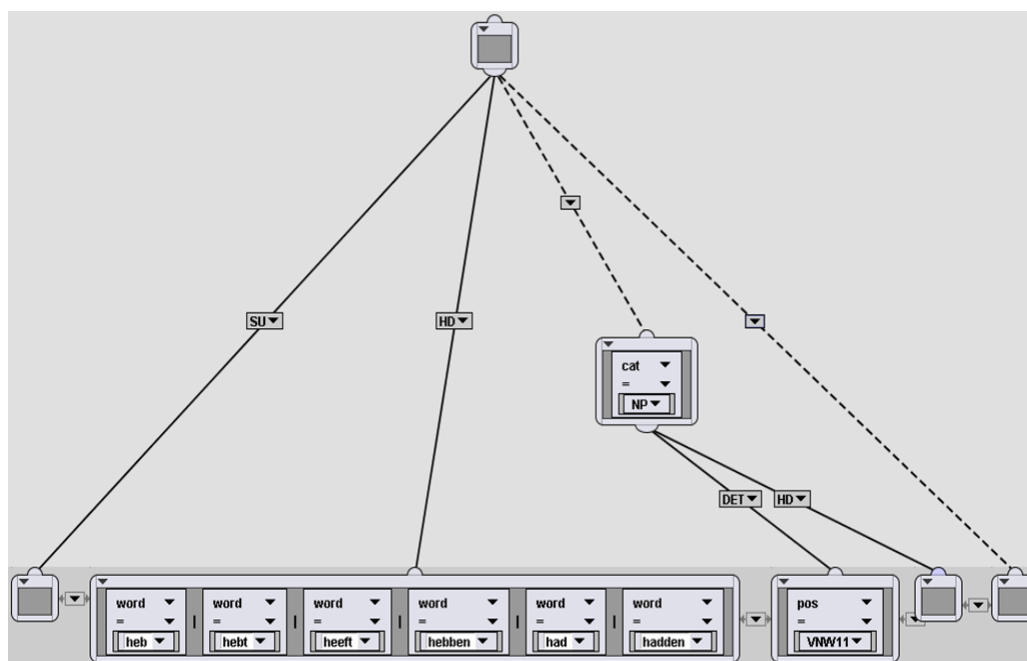 SU
HD
cat
=
NP
DET
HD
word
=
heb
|
word
=
hebt
|
word
=
heeft
|
word
=
hebben
|
word
=
had
|
word
=
hadden
pos
=
VNW11